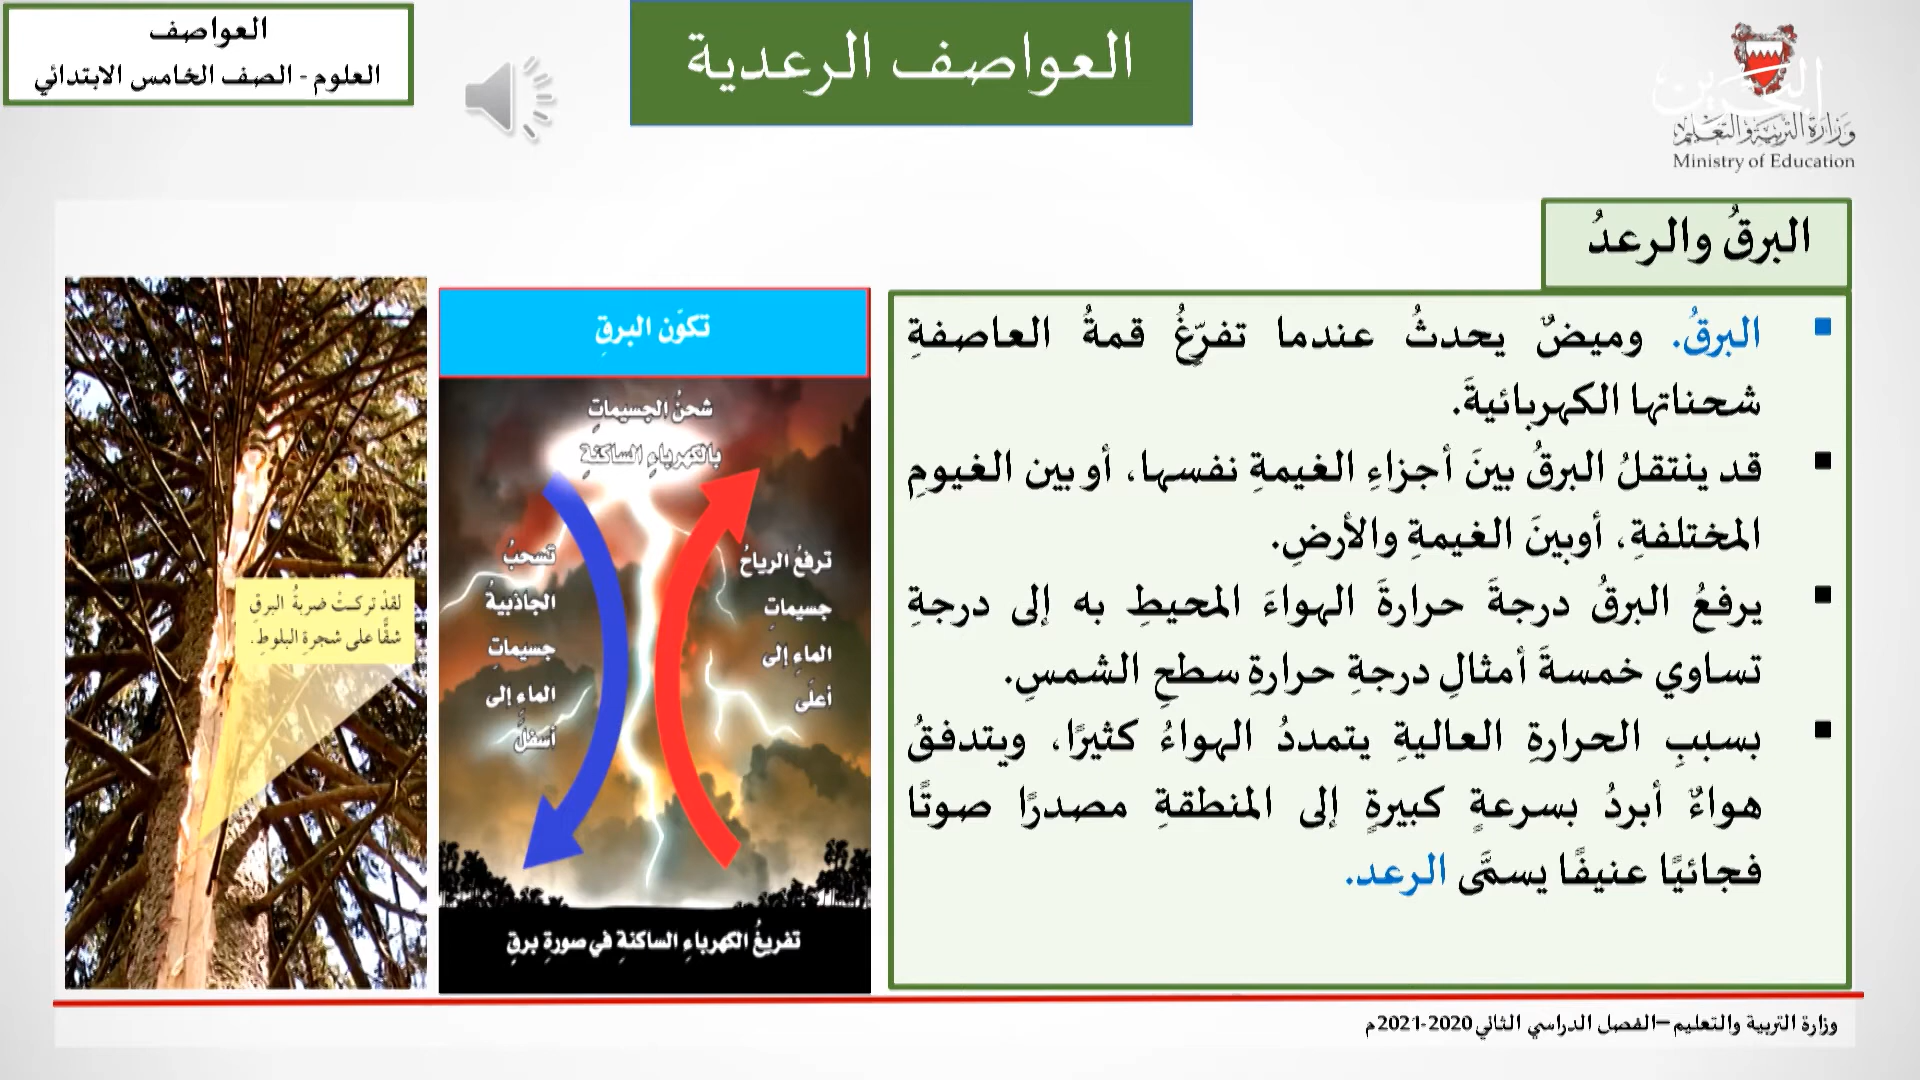 العواصف
العلوم - الصف الخامس الابتدائي
العواصف الرعدية
البحرين
وزارة التربية والتعليم
Ministry of Education
البرقُ والرعدُ
البرقُ. وميضٌ يحدثُ عندما تفرّغُ قمةُ العاصفةِ
شحناتها الكهربائيةَ.
قد ينتقلُ البرقُ بينَ أجزاءِ الغيمةِ نفسها، أو بين الغيومِ
المختلفةِ، أوبينَ الغيمةِ والأرضِ.
يرفعُ البرقُ درجةَ حرارةَ الهواءَ المحيطِ به إلى درجةِ
تساوي خمسةَ أمثالِ درجةِ حرارةِ سطحِ الشمسِ.
بسببِ الحرارةِ العاليةِ يتمددُ الهواءُ كثيرًا، ويتدفقُ
هواءٌ أبردُ بسرعةٍ كبيرةٍ إلى المنطقةِ مصدرًا صوتًا
فجائيًا عنيفًا يسمَّى الرعد.
تكوَن البرقِ
شحنُ الجسيماتِ
بالكهرباءِ الساكنةِ
ترفعُ الرياحُ
جسيماتِ
الماءِ إلى
أعلَى
تسحبُ
الجاذبيةُ
جسيماتِ
الماءِ إلى
أسفلَ
تفريغُ الكهرباءِ الساكنةِ في صورةِ برقٍ
لقدْ تركتْ ضربةُ البرقِ
شقًّا على شجرةِ البلوطِ.
وزارة التربية والتعليم –الفصل الدراسي الثاني 2020-2021م